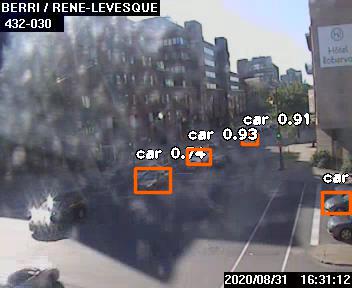 BERRI / RENE-LEVESQUE
432-030
Hôtel
car 0.91
car 0.93
car 0.74
car
2020/08/31 16:31:12